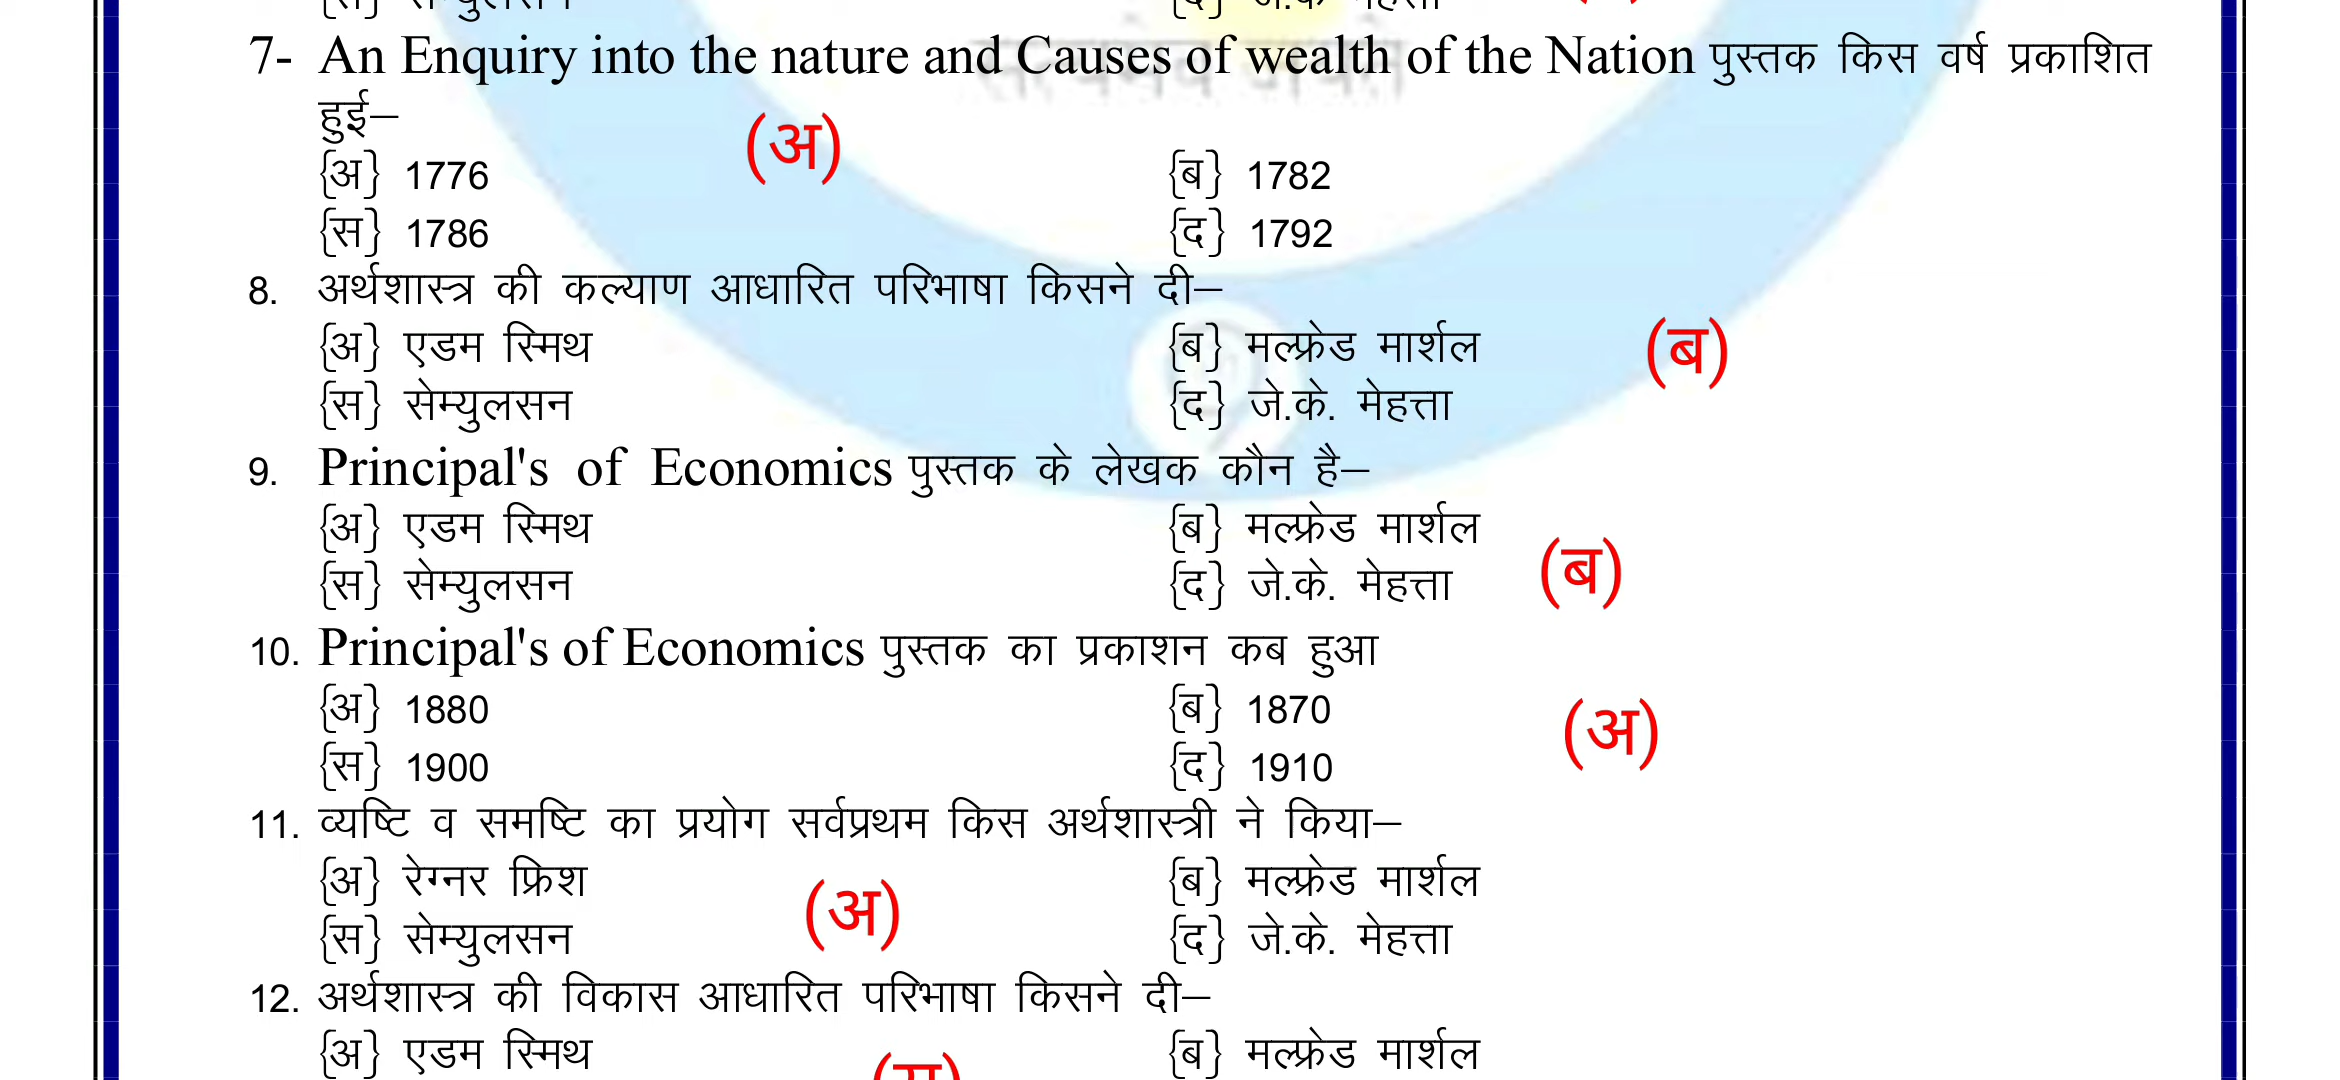 7- An Enquiry into the nature and Causes of wealth of the Nation पुस्तक किस वर्ष प्रकाशित
हुई–
(अ)
{अ} 1776 {ब} 1782
{स} 1786 {द} 1792
8. अर्थशास्त्र की कल्याण आधारित परिभाषा किसने दी–
{अ} एडम स्मिथ {ब} मल्फ्रेड मार्शल (ब)
{स} सेम्युलसन {द} जे.के. मेहत्ता
9. Principal's of Economics पुस्तक के लेखक कौन है–
{अ} एडम स्मिथ {ब} मल्फ्रेड मार्शल
{स} सेम्युलसन {द} जे.के. मेहत्ता (ब)
10. Principal's of Economics पुस्तक का प्रकाशन कब हुआ
{अ} 1880 {ब} 1870 (अ)
{स} 1900 {द} 1910
11. व्यष्टि व समष्टि का प्रयोग सर्वप्रथम किस अर्थशास्त्री ने किया–
{अ} रेग्नर फ्रिश {ब} मल्फ्रेड मार्शल
(अ)
{स} सेम्युलसन {द} जे.के. मेहत्ता
12. अर्थशास्त्र की विकास आधारित परिभाषा किसने दी–
{अ} एडम स्मिथ {ब} मल्फ्रेड मार्शल